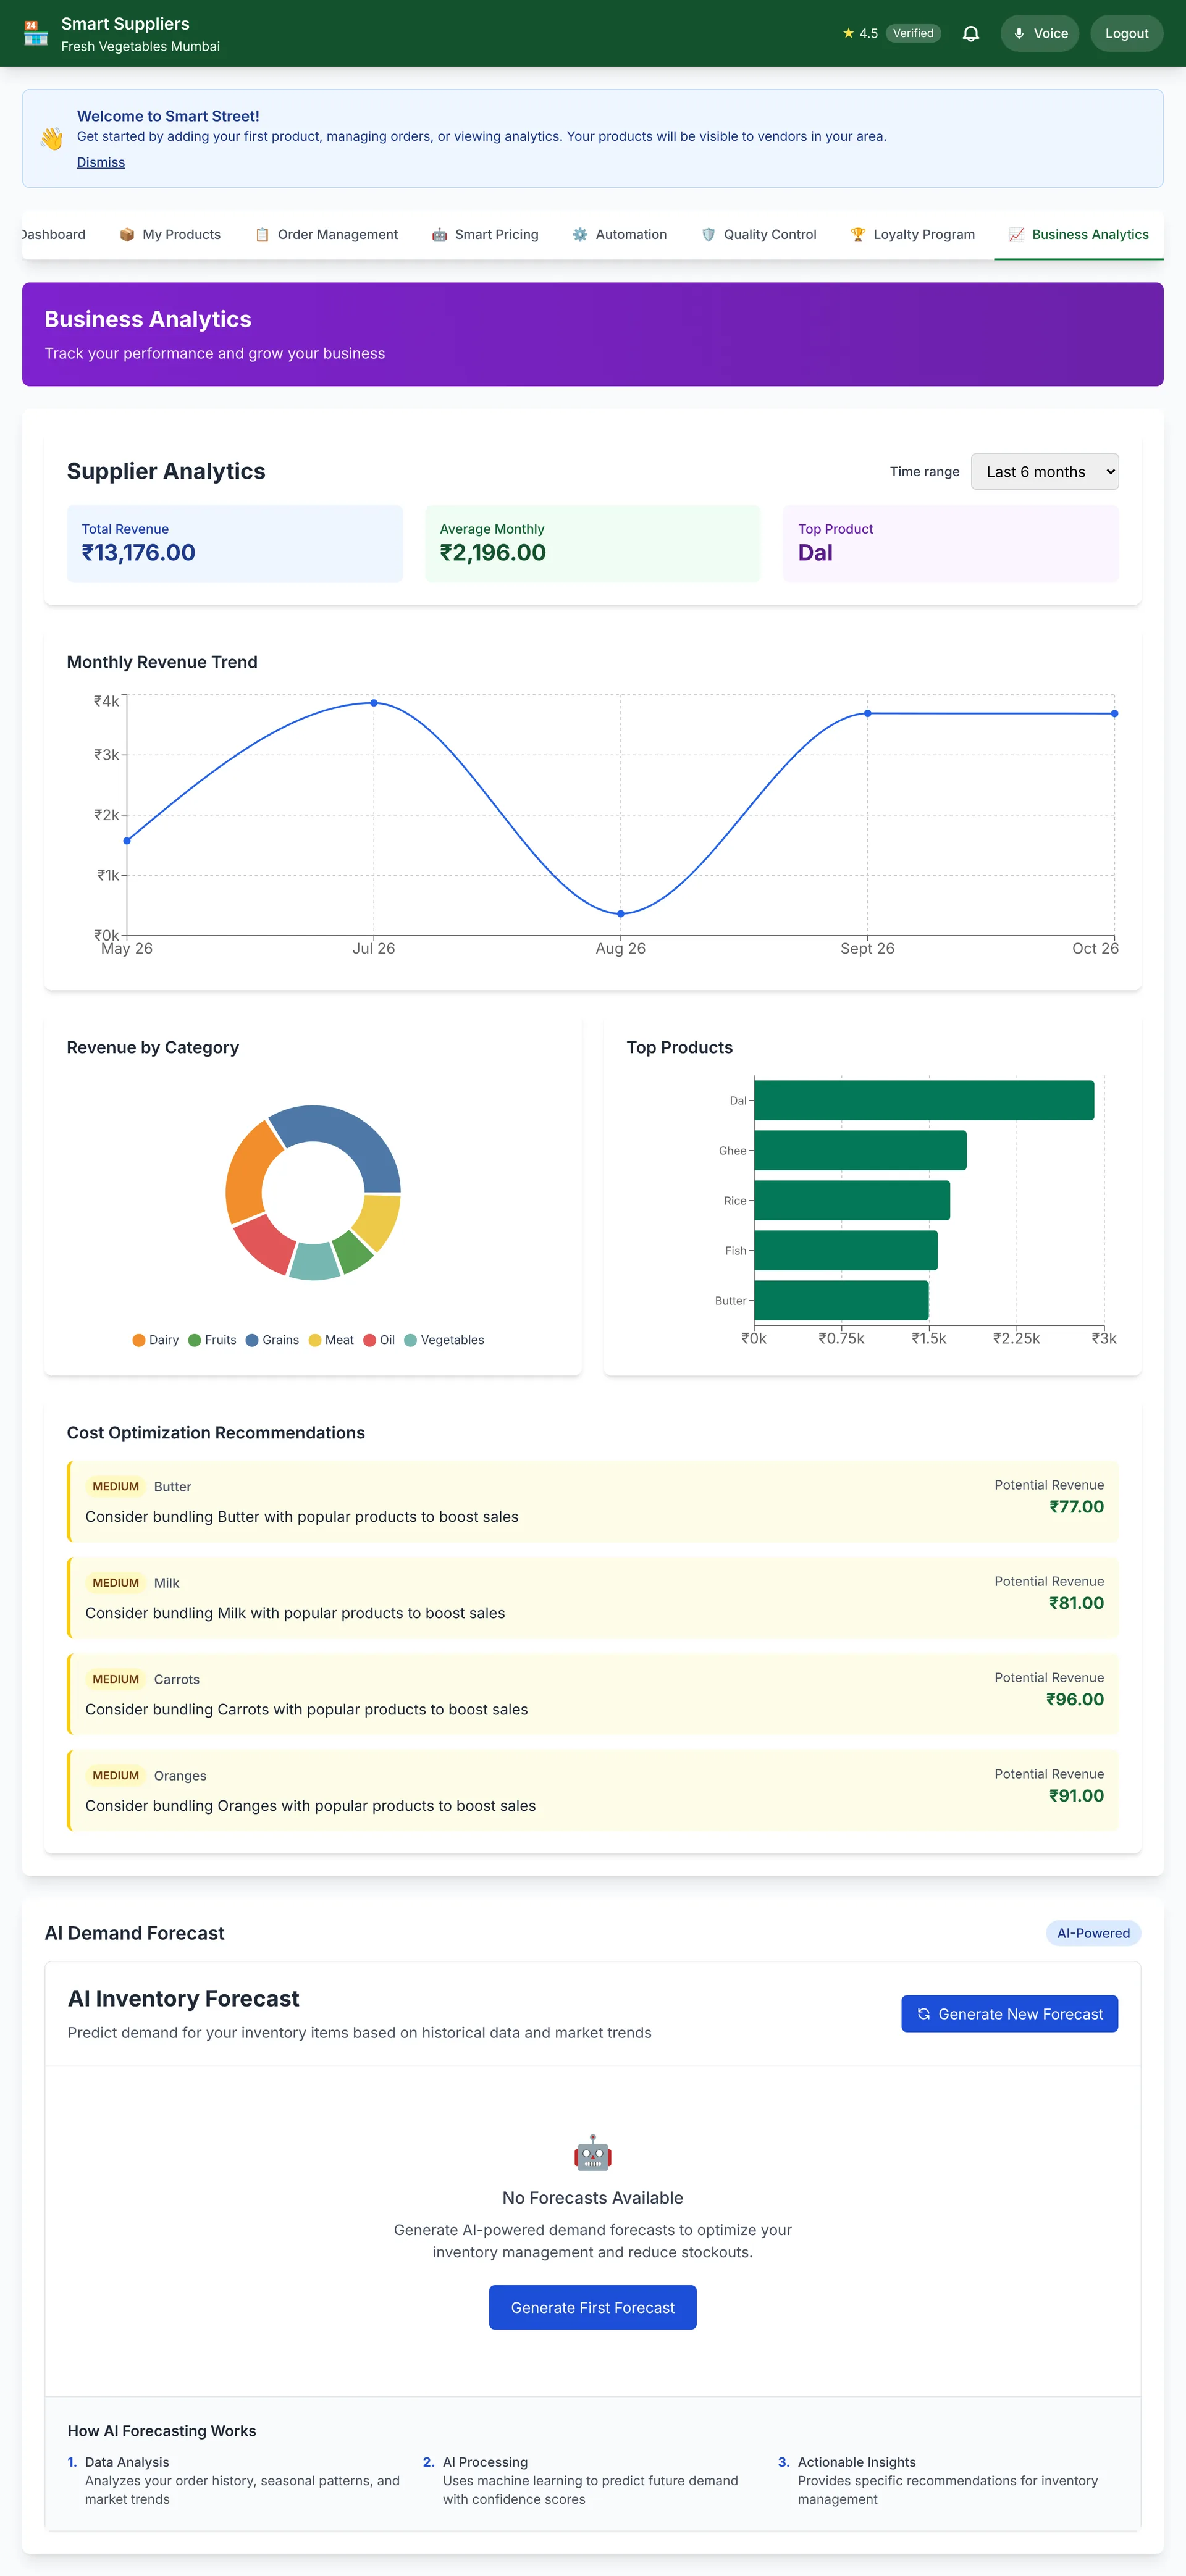 Smart Suppliers
Fresh Vegetables Mumbai
★ 4.5 Verified Voice Logout
Welcome to Smart Street!
Get started by adding your first product, managing orders, or viewing analytics. Your products will be visible to vendors in your area.
Dismiss
Dashboard My Products Order Management Smart Pricing Automation Quality Control Loyalty Program Business Analytics
Business Analytics
Track your performance and grow your business
Supplier Analytics
Time range Last 6 months
Total Revenue
₹13,176.00
Average Monthly
₹2,196.00
Top Product
Dal
Monthly Revenue Trend
₹4k
₹3k
₹2k
₹1k
₹0k
May 26 Jul 26 Aug 26 Sept 26 Oct 26
Revenue by Category
Dairy Fruits Grains Meat Oil Vegetables
Top Products
Dal
Ghee
Rice
Fish
Butter
₹0k ₹0.75k ₹1.5k ₹2.25k ₹3k
Cost Optimization Recommendations
MEDIUM Butter
Consider bundling Butter with popular products to boost sales
Potential Revenue
₹77.00
MEDIUM Milk
Consider bundling Milk with popular products to boost sales
Potential Revenue
₹81.00
MEDIUM Carrots
Consider bundling Carrots with popular products to boost sales
Potential Revenue
₹96.00
MEDIUM Oranges
Consider bundling Oranges with popular products to boost sales
Potential Revenue
₹91.00
AI Demand Forecast
AI-Powered
AI Inventory Forecast
Predict demand for your inventory items based on historical data and market trends
Generate New Forecast
No Forecasts Available
Generate AI-powered demand forecasts to optimize your
inventory management and reduce stockouts.
Generate First Forecast
How AI Forecasting Works
1. Data Analysis
Analyzes your order history, seasonal patterns, and
market trends
2. AI Processing
Uses machine learning to predict future demand
with confidence scores
3. Actionable Insights
Provides specific recommendations for inventory
management